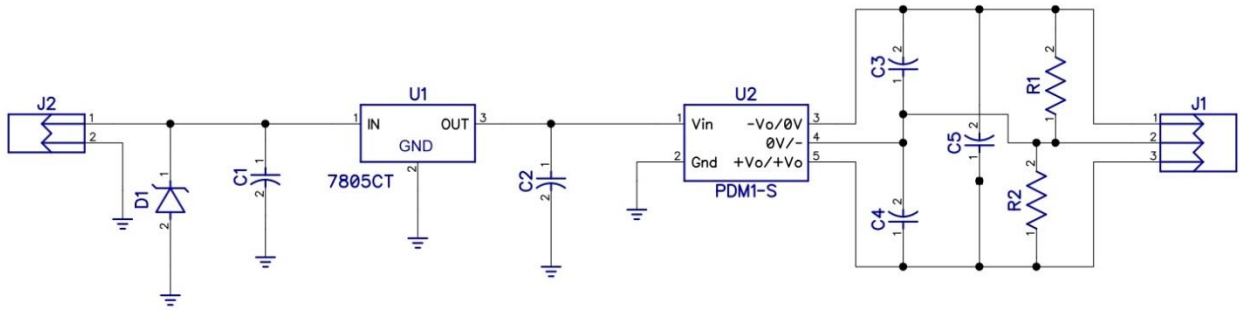 J2
1
2
D1
1
2
C1
1
2
U1
1
IN
OUT
3
GND
2
7805CT
C2
1
2
U2
1
Vin
-Vo/0V
3
0V/-
4
2
Gnd
+Vo/+Vo
5
PDM1-S
C3
2
1
C4
2
1
C5
2
1
R1
2
1
R2
2
1
J1
1
2
3